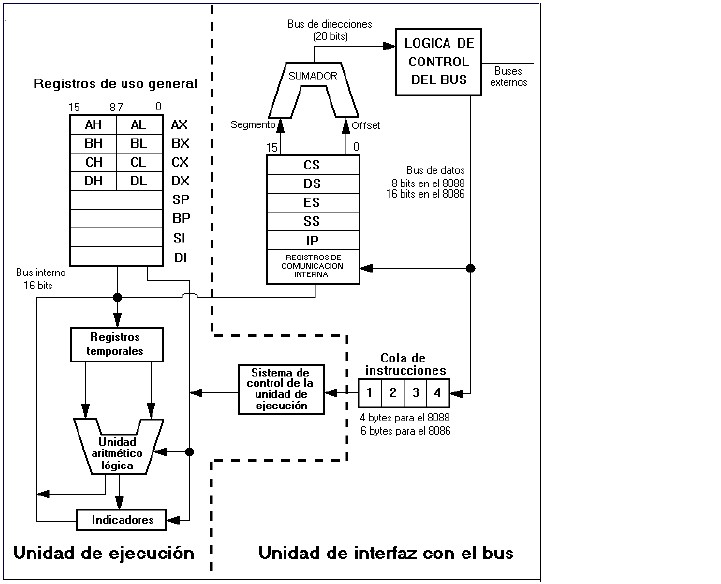 Bus de direcciones
(20 bits)
LOGICA DE
CONTROL
DEL BUS
Buses
externos
SUMADOR
Registros de uso general
15 8 7 0
AH AL AX
BH BL BX
CH CL CX
DH DL DX
SP
BP
SI
DI
Segmento
Offset
15 0
CS
DS
ES
SS
IP
REGISTROS DE
COMUNICACION
INTERNA
Bus de datos
8 bits en el 8088
16 bits en el 8086
Bus interno
16 bits
Registros
temporales
Sistema de
control de la
unidad de
ejecución
Cola de
instrucciones
1 2 3 4
4 bytes para el 8088
6 bytes para el 8086
Unidad
aritmético
lógica
Indicadores
Unidad de ejecución
Unidad de interfaz con el bus